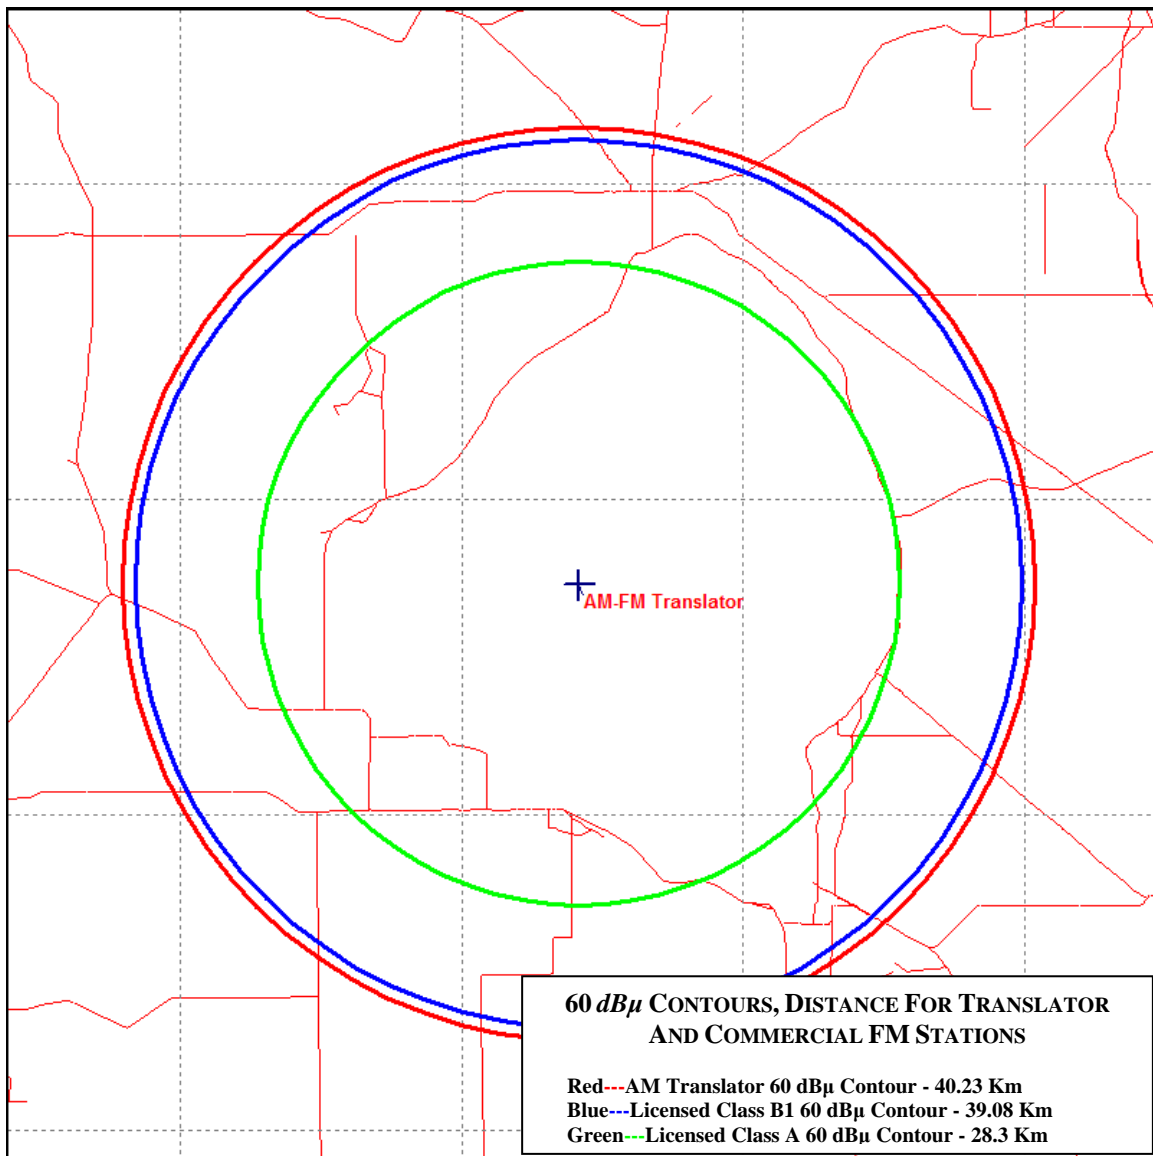 AM-FM Translator
60 dBµ CONTOURS, DISTANCE FOR TRANSLATOR
AND COMMERCIAL FM STATIONS
Red---AM Translator 60 dBµ Contour - 40.23 Km
Blue---Licensed Class B1 60 dBµ Contour - 39.08 Km
Green---Licensed Class A 60 dBµ Contour - 28.3 Km